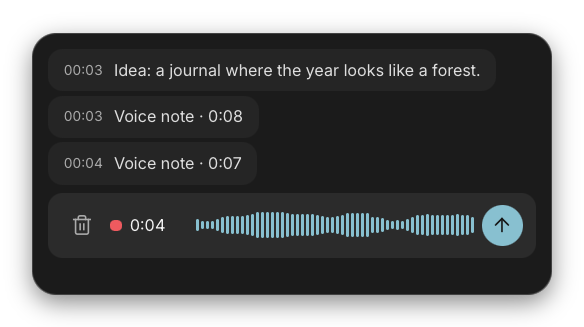 00:03 Idea: a journal where the year looks like a forest.
00:03 Voice note · 0:08
00:04 Voice note · 0:07
0:04